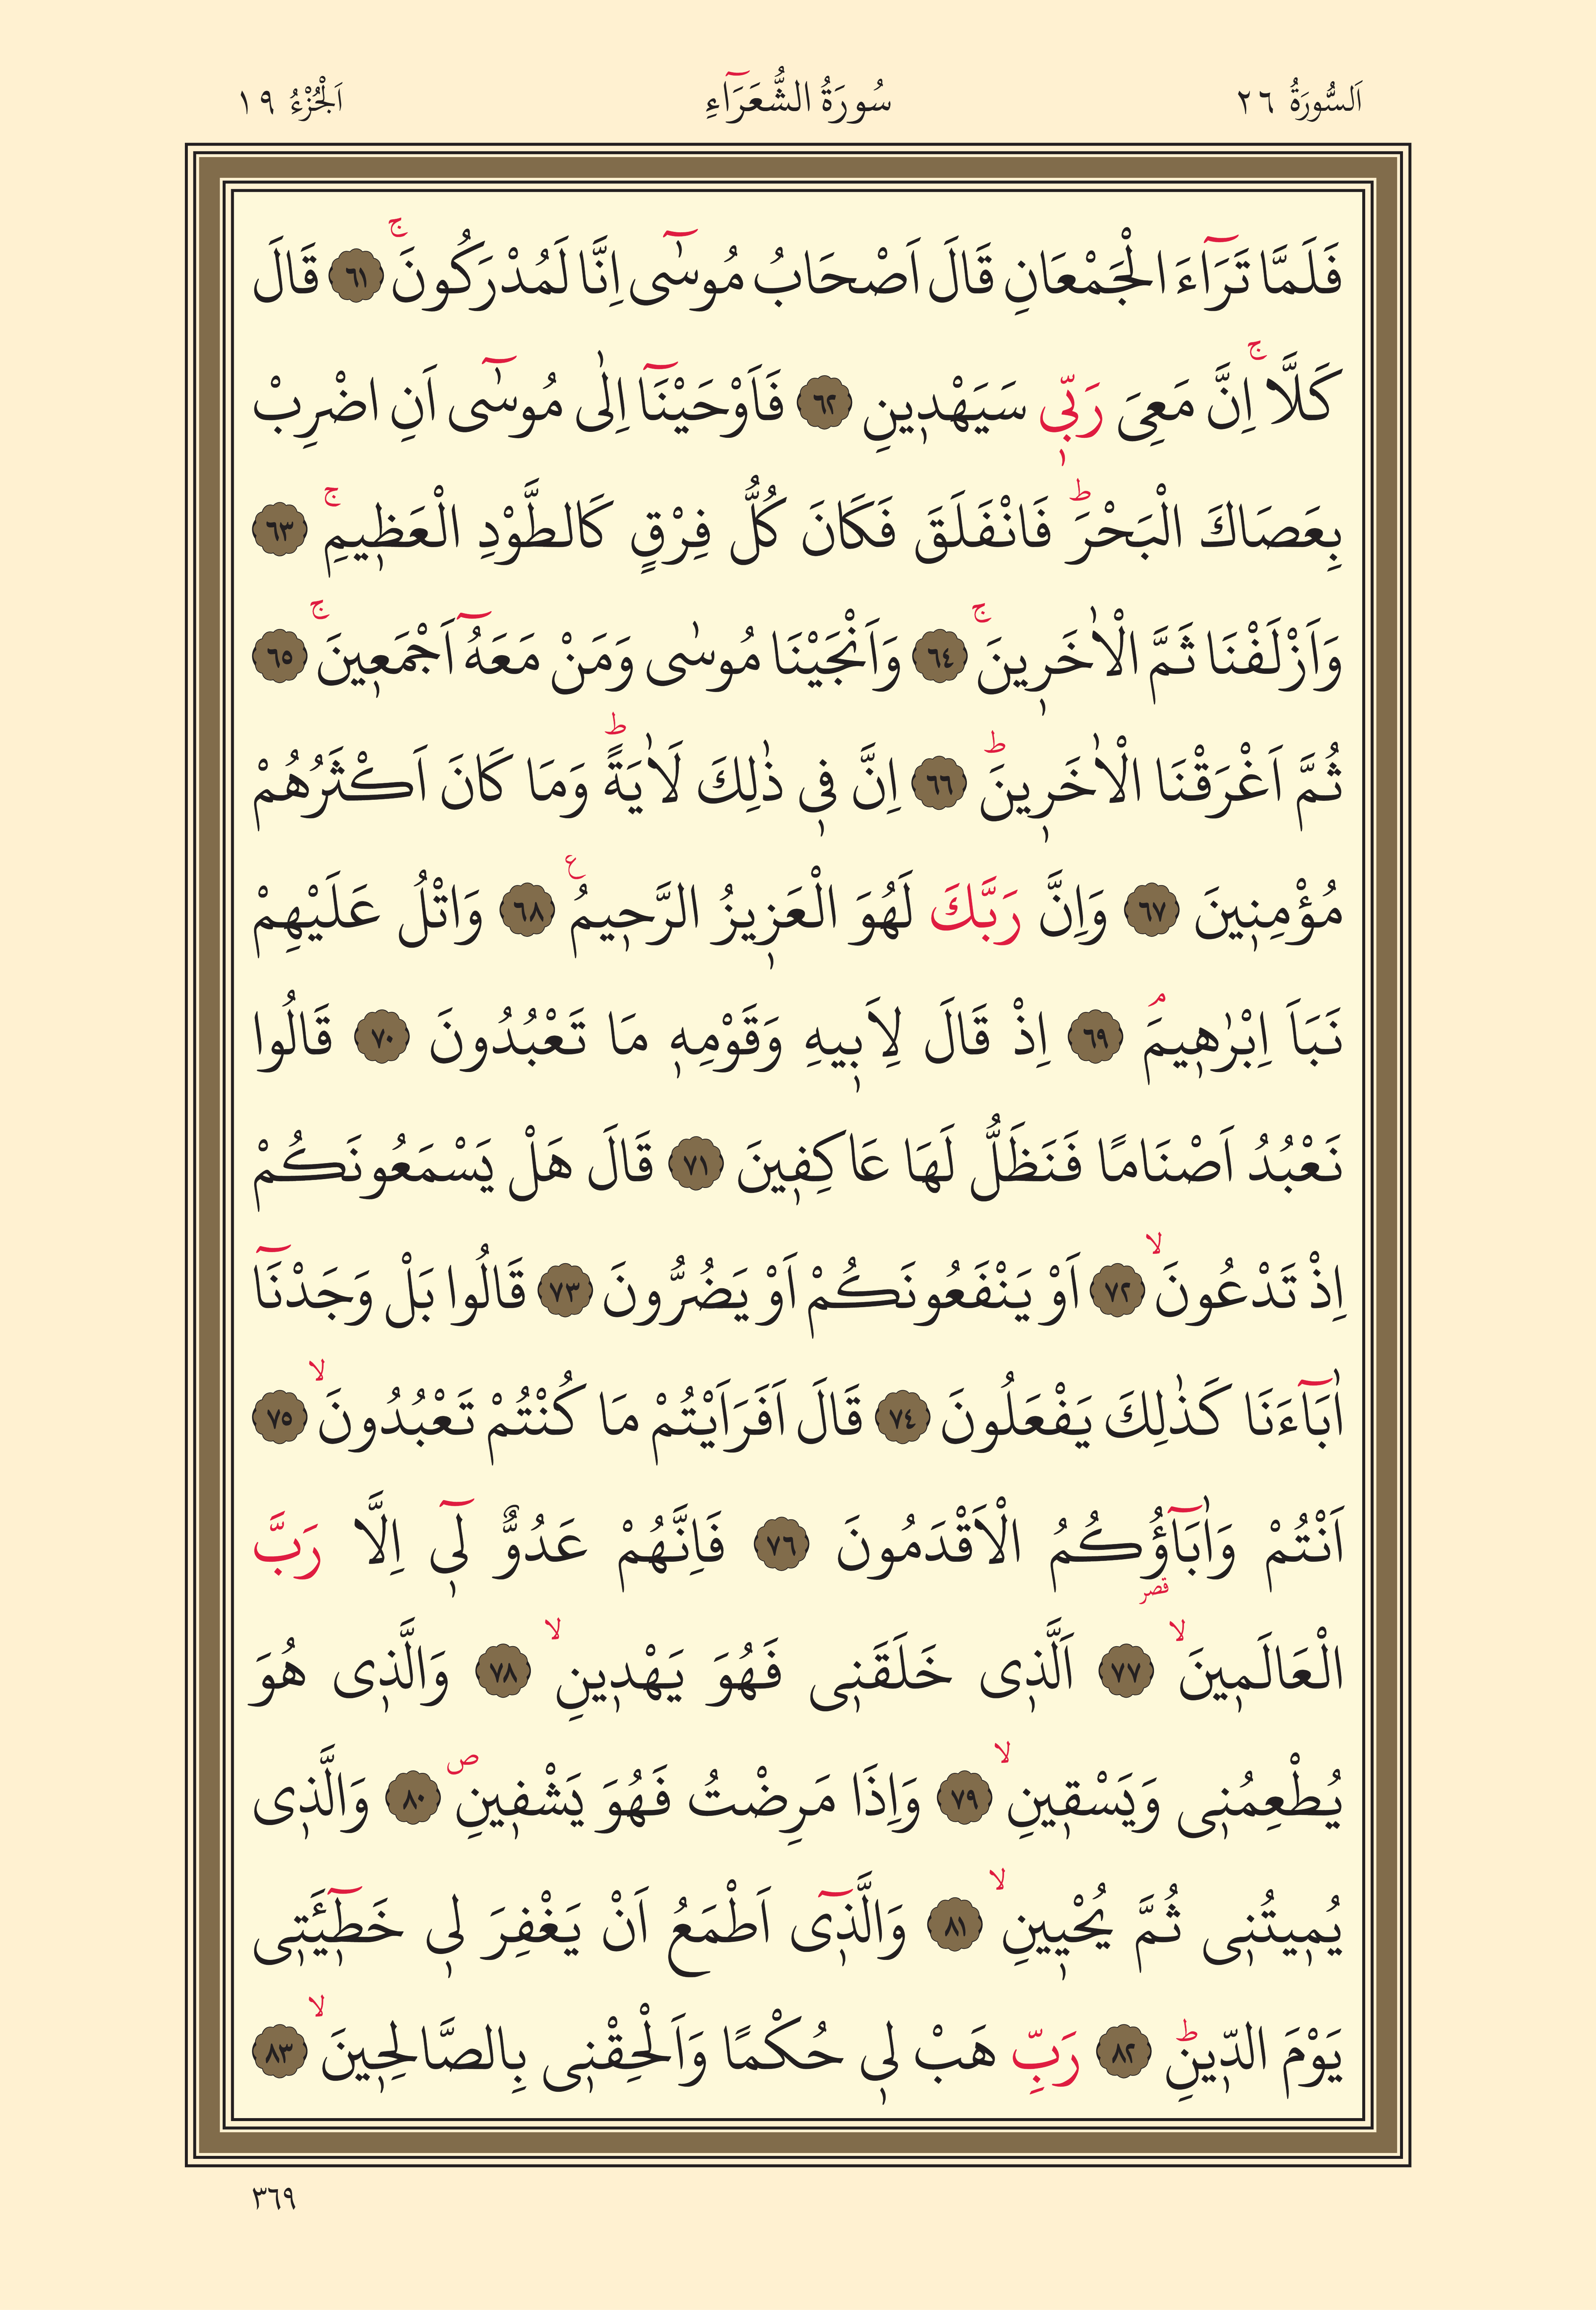 اَلسُّورَةُ ٢٦ سُورَةُ الشُّعَرَٓاءِ اَلْجُزْءُ ١٩
فَلَمَّا تَرَٓاءَ الْجَمْعَانِ قَالَ اَصْحَابُ مُوسٰٓى اِنَّا لَمُدْرَكُونَۚ ٦١ قَالَ
كَلَّاۚ اِنَّ مَعِىَ رَبّٖى سَيَهْدٖينِ ٦٢ فَاَوْحَيْنَٓا اِلٰى مُوسٰٓى اَنِ اضْرِبْ
بِعَصَاكَ الْبَحْرَؕ فَانْفَلَقَ فَكَانَ كُلُّ فِرْقٍ كَالطَّوْدِ الْعَظٖيمِۚ ٦٣
وَاَزْلَفْنَا ثَمَّ الْاٰخَرٖينَۚ ٦٤ وَاَنْجَيْنَا مُوسٰى وَمَنْ مَعَهُٓ اَجْمَعٖينَۚ ٦٥
ثُمَّ اَغْرَقْنَا الْاٰخَرٖينَؕ ٦٦ اِنَّ فٖى ذٰلِكَ لَاٰيَةًؕ وَمَا كَانَ اَكْثَرُهُمْ
مُؤْمِنٖينَ ٦٧ وَاِنَّ رَبَّكَ لَهُوَ الْعَزٖيزُ الرَّحٖيمُ ع ٦٨ وَاتْلُ عَلَيْهِمْ
نَبَاَ اِبْرٰهٖيمَۘ ٦٩ اِذْ قَالَ لِاَبٖيهِ وَقَوْمِهٖ مَا تَعْبُدُونَ ٧٠ قَالُوا
نَعْبُدُ اَصْنَامًا فَنَظَلُّ لَهَا عَاكِفٖينَ ٧١ قَالَ هَلْ يَسْمَعُونَكُمْ
اِذْ تَدْعُونَۙ ٧٢ اَوْ يَنْفَعُونَكُمْ اَوْ يَضُرُّونَ ٧٣ قَالُوا بَلْ وَجَدْنَٓا
اٰبَٓاءَنَا كَذٰلِكَ يَفْعَلُونَ ٧٤ قَالَ اَفَرَاَيْتُمْ مَا كُنْتُمْ تَعْبُدُونَۙ ٧٥
اَنْتُمْ وَاٰبَٓاؤُكُمُ الْاَقْدَمُونَ ٧٦ فَاِنَّهُمْ عَدُوٌّ لٖٓى اِلَّا رَبَّ
قصر
الْعَالَمٖينَۙ ٧٧ اَلَّذٖى خَلَقَنٖى فَهُوَ يَهْدٖينِۙ ٧٨ وَالَّذٖى هُوَ
يُطْعِمُنٖى وَيَسْقٖينِۙ ٧٩ وَاِذَا مَرِضْتُ فَهُوَ يَشْفٖينِ ص ٨٠ وَالَّذٖى
يُمٖيتُنٖى ثُمَّ يُحْيٖينِۙ ٨١ وَالَّذٖٓى اَطْمَعُ اَنْ يَغْفِرَ لٖى خَطٖٓيـَٔتٖى
يَوْمَ الدّٖينِؕ ٨٢ رَبِّ هَبْ لٖى حُكْمًا وَاَلْحِقْنٖى بِالصَّالِحٖينَۙ ٨٣
٣٦٩